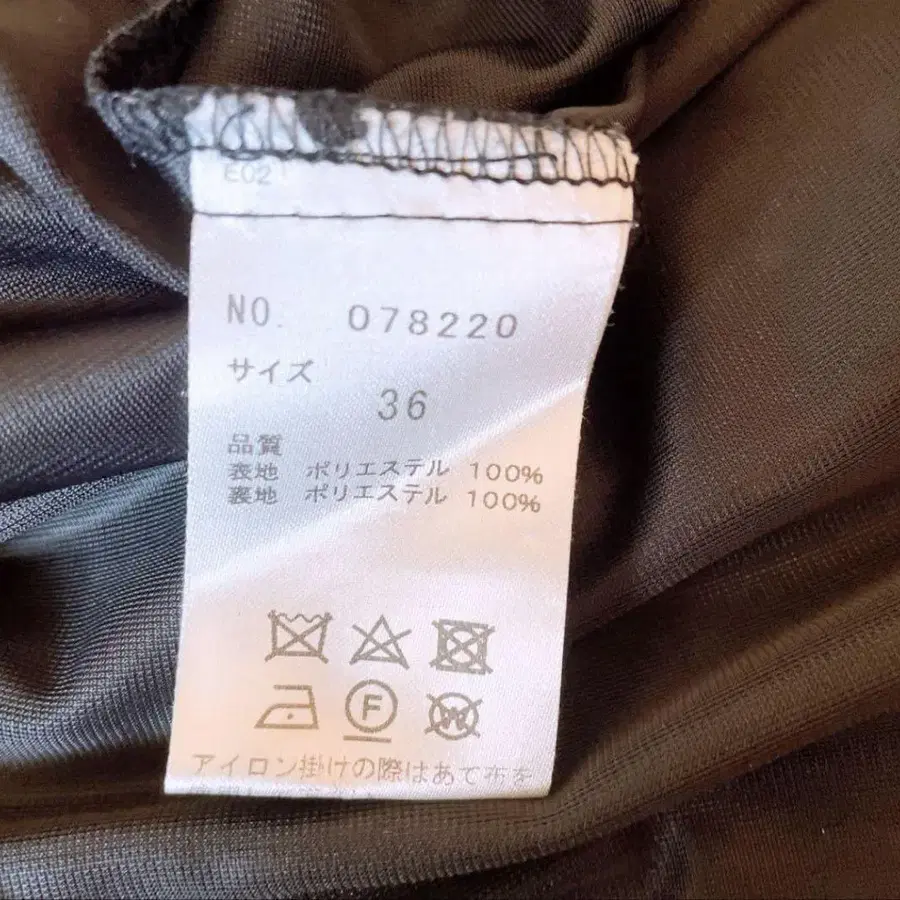 E02
NO. 078220
サイズ
36
品質
表地 ポリエステル 100%
裏地 ポリエステル 100%
F
W
アイロン掛けの際はあて布を